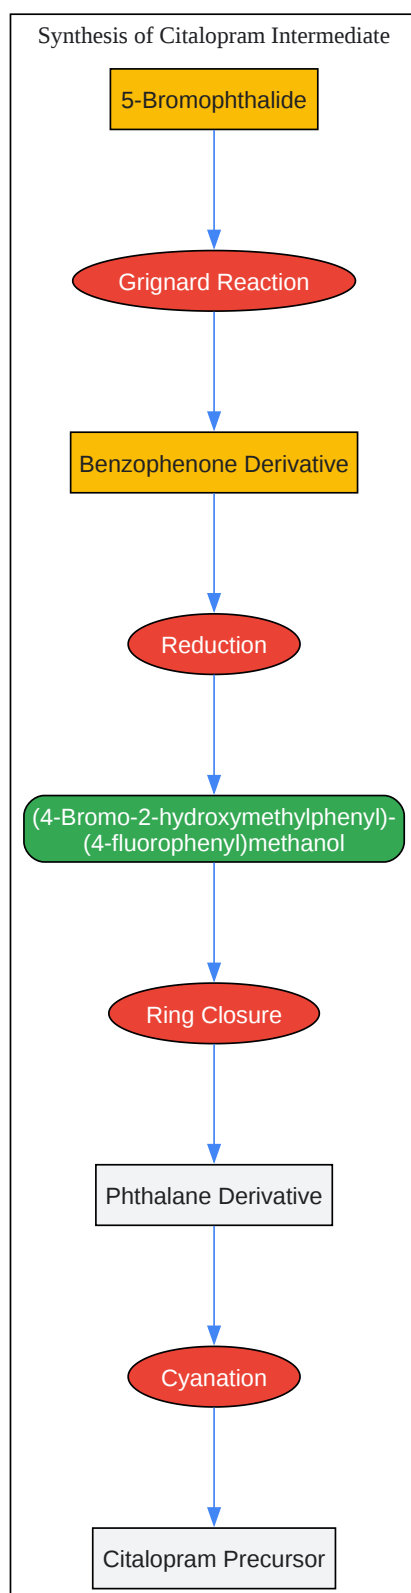 Synthesis of Citalopram Intermediate
5-Bromophthalide
Grignard Reaction
Benzophenone Derivative
Reduction
(4-Bromo-2-hydroxymethylphenyl)-
(4-fluorophenyl)methanol
Ring Closure
Phthalane Derivative
Cyanation
Citalopram Precursor